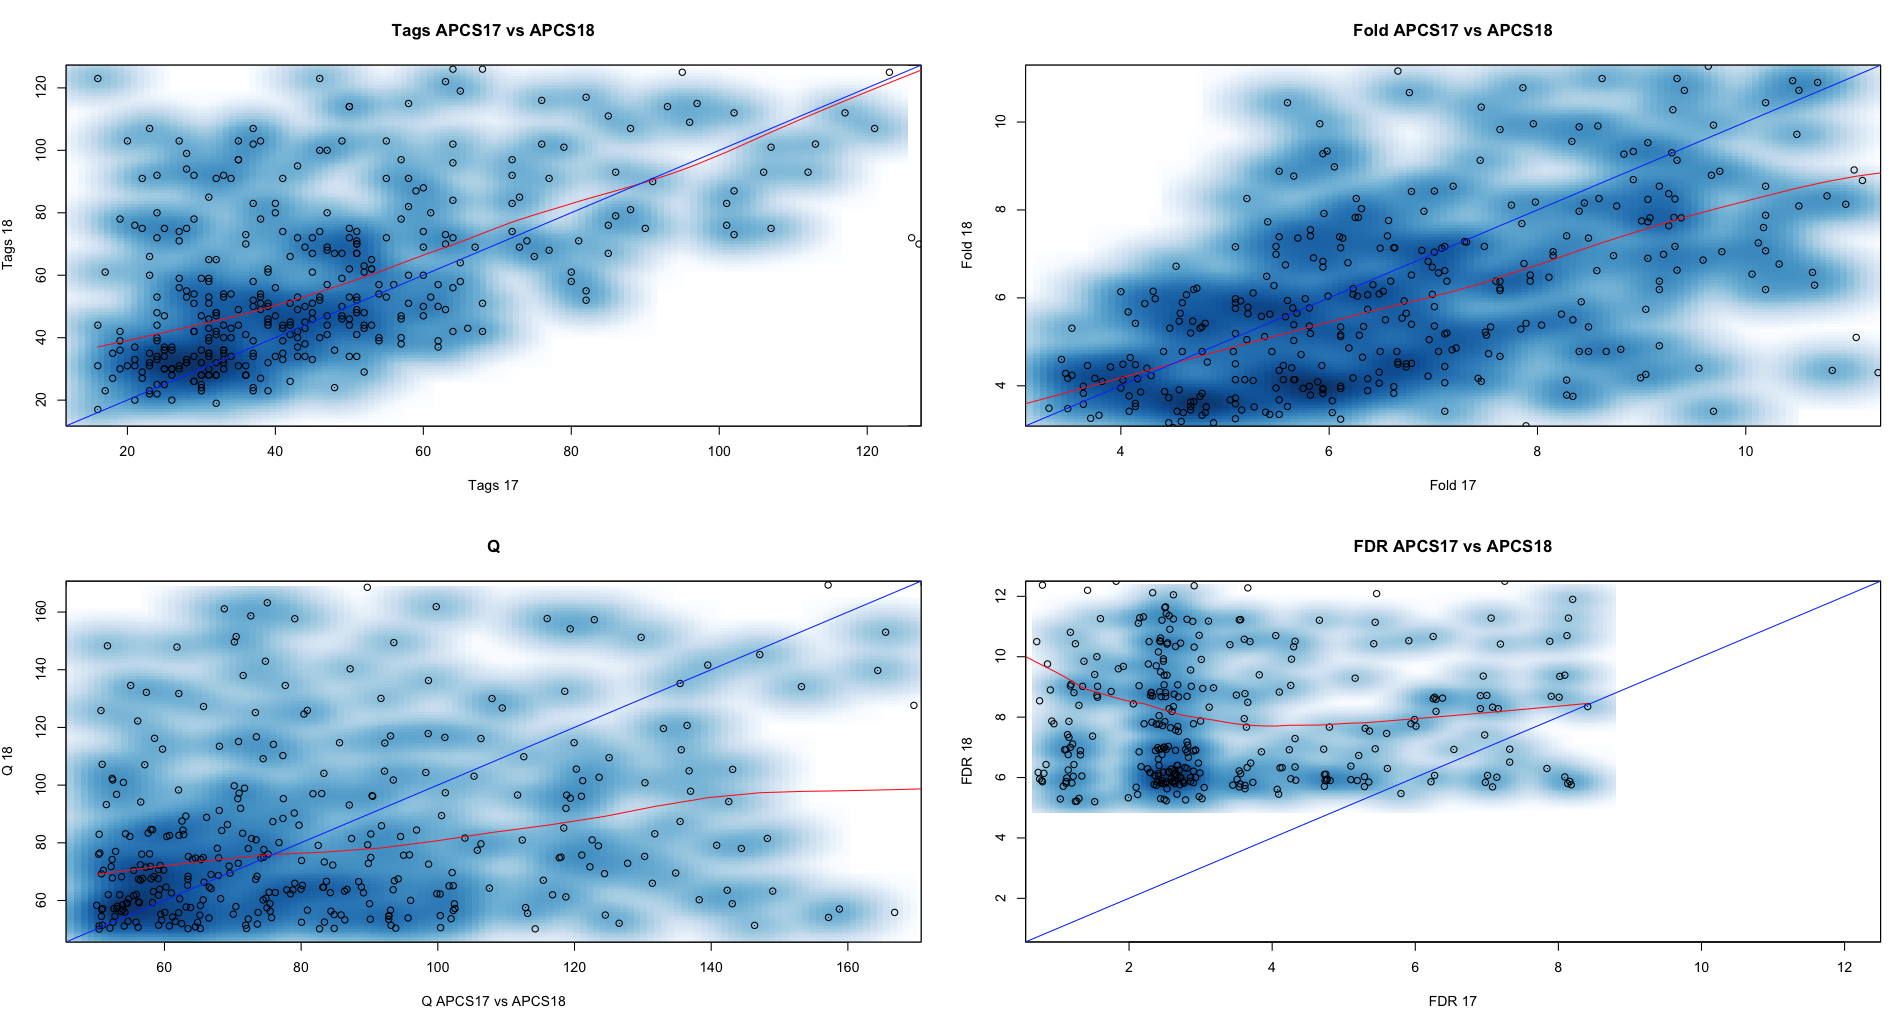 Tags APCS17 vs APCS18
Tags 18
20 40 60 80 100 120
20 40 60 80 100 120
Tags 17
Fold APCS17 vs APCS18
Fold 18
4 6 8 10
4 6 8 10
Fold 17
Q
Q 18
60 80 100 120 140 160
60 80 100 120 140 160
Q APCS17 vs APCS18
FDR APCS17 vs APCS18
FDR 18
2 4 6 8 10 12
2 4 6 8 10 12
FDR 17